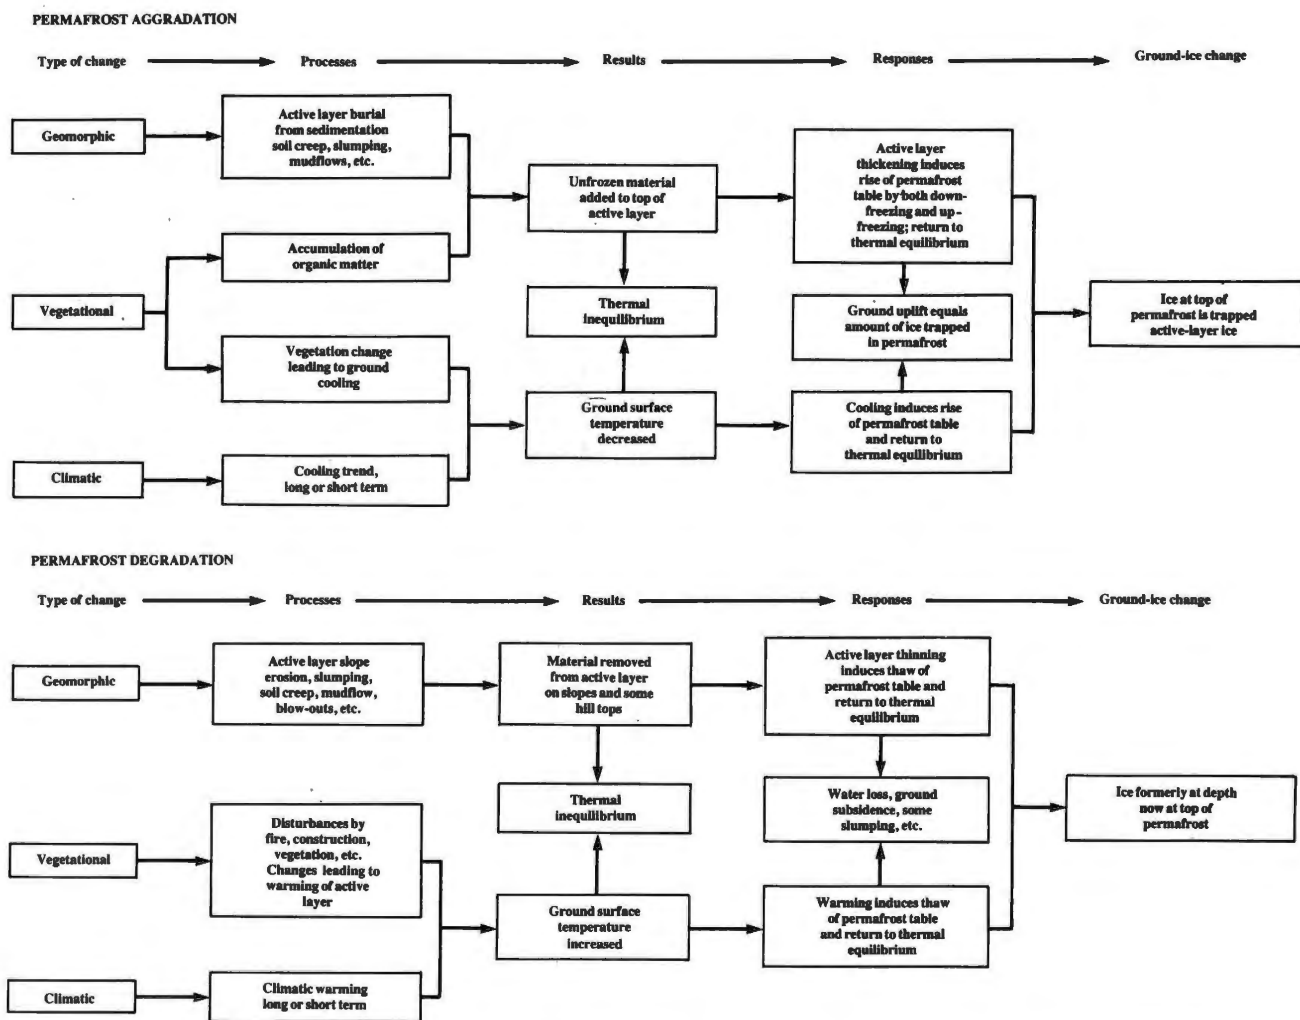 PERMAFROST AGGRADATION
Type of change
Processes
Results
Responses
Ground-ice change
Geomorphic
Active layer burial
from sedimentation
soil creep, slumping,
mudflows, etc.
Unfrozen material
added to top of
active layer
Active layer
thickening induces
rise of permafrost
table by both down-
freezing and up-
freezing; return to
thermal equilibrium
Vegetational
Accumulation of
organic matter
Thermal
inequilibrium
Ground uplift equals
amount of ice trapped
in permafrost
Ice at top of
permafrost is trapped
active-layer ice
Vegetation change
leading to ground
cooling
Ground surface
temperature
decreased
Cooling induces rise
of permafrost table
and return to
thermal equilibrium
Climatic
Cooling trend,
long or short term
PERMAFROST DEGRADATION
Type of change
Processes
Results
Responses
Ground-ice change
Geomorphic
Active layer slope
erosion, slumping,
soil creep, mudflow,
blow-outs, etc.
Material removed
from active layer
on slopes and some
hill tops
Active layer thinning
induces thaw of
permafrost table and
return to thermal
equilibrium
Thermal
inequilibrium
Water loss, ground
subsidence, some
slumping, etc.
Ice formerly at depth
now at top of
permafrost
Vegetational
Disturbances by
fire, construction,
vegetation, etc.
Changes leading to
warming of active
layer
Ground surface
temperature
increased
Warming induces thaw
of permafrost table
and return to thermal
equilibrium
Climatic
Climatic warming
long or short term